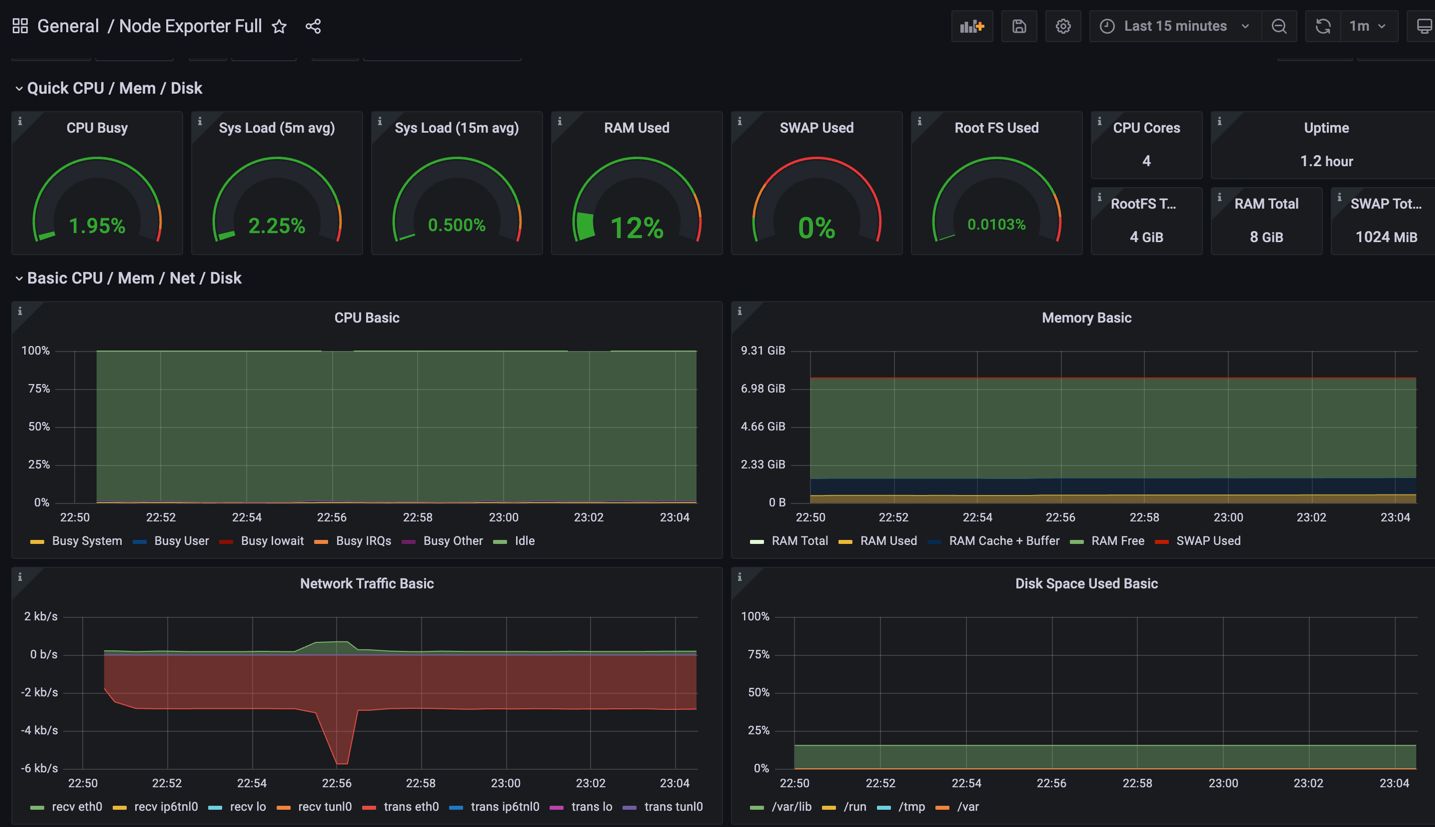 General / Node Exporter Full
Last 15 minutes
1m
Quick CPU / Mem / Disk
CPU Busy
Sys Load (5m avg)
Sys Load (15m avg)
RAM Used
SWAP Used
Root FS Used
CPU Cores
Uptime
4
1.2 hour
1.95%
2.25%
0.500%
12%
0%
0.0103%
RootFS T...
RAM Total
SWAP Tot...
4 GiB
8 GiB
1024 MiB
Basic CPU / Mem / Net / Disk
CPU Basic
100%
75%
50%
25%
0%
22:50 22:52 22:54 22:56 22:58 23:00 23:02 23:04
Busy System Busy User Busy Iowait Busy IRQs Busy Other Idle
Memory Basic
9.31 GiB
6.98 GiB
4.66 GiB
2.33 GiB
0 B
22:50 22:52 22:54 22:56 22:58 23:00 23:02 23:04
RAM Total RAM Used RAM Cache + Buffer RAM Free SWAP Used
Network Traffic Basic
2 kb/s
0 b/s
-2 kb/s
-4 kb/s
-6 kb/s
22:50 22:52 22:54 22:56 22:58 23:00 23:02 23:04
recv eth0 recv ip6tnl0 recv lo recv tunl0 trans eth0 trans ip6tnl0 trans lo trans tunl0
Disk Space Used Basic
100%
75%
50%
25%
0%
22:50 22:52 22:54 22:56 22:58 23:00 23:02 23:04
/var/lib /run /tmp /var